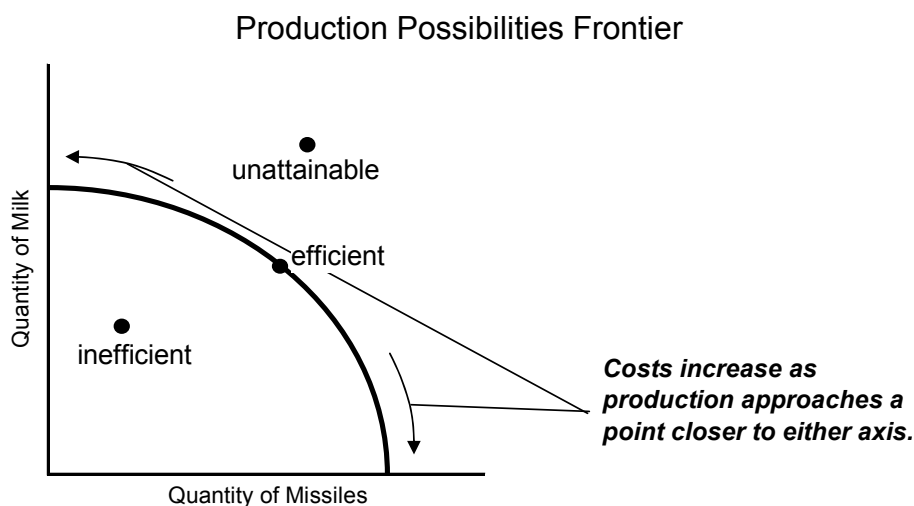 Production Possibilities Frontier
unattainable
Quantity of Milk
efficient
inefficient
Costs increase as
production approaches a
point closer to either axis.
Quantity of Missiles